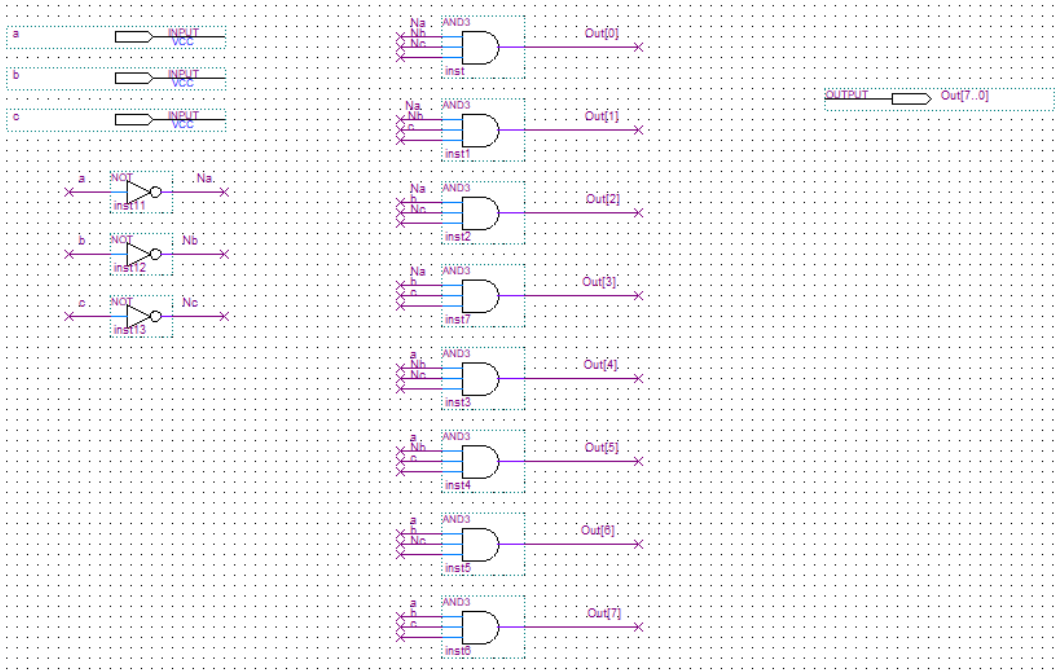 a
INPUT
VCC
b
INPUT
VCC
c
INPUT
VCC
a
NOT
Na
inst11
b
NOT
Nb
inst12
c
NOT
Nc
inst13
AND3
Na
Nb
Nc
inst
Out[0]
AND3
Na
Nb
c
inst1
Out[1]
AND3
Na
b
Nc
inst2
Out[2]
AND3
Na
b
c
inst7
Out[3]
AND3
a
Nb
Nc
inst3
Out[4]
AND3
a
Nb
c
inst4
Out[5]
AND3
a
b
Nc
inst5
Out[6]
AND3
a
b
c
inst6
Out[7]
OUTPUT
Out[7..0]